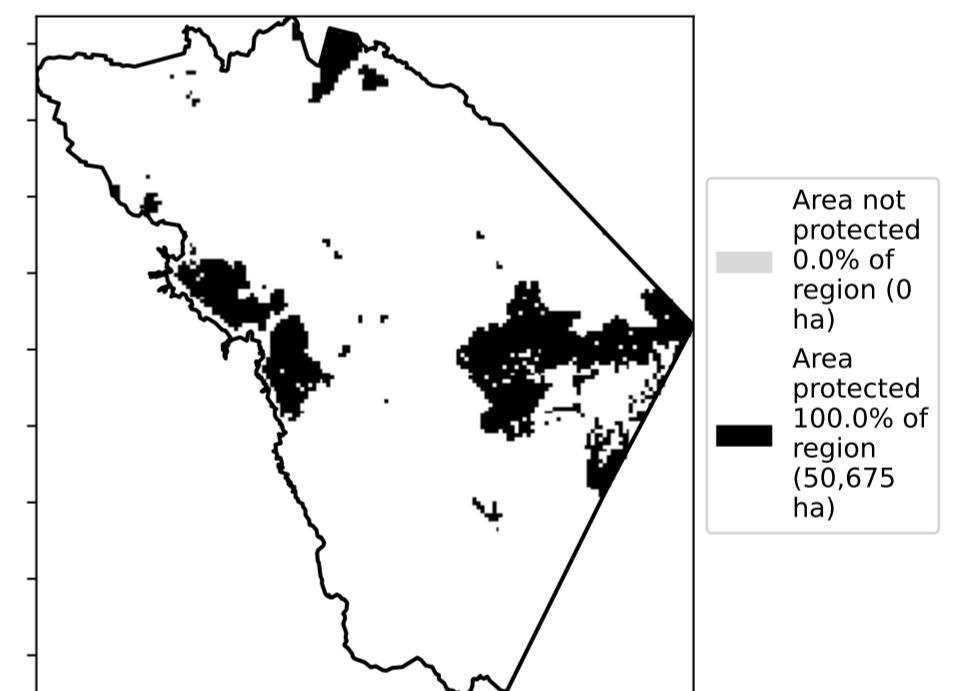 Area not
protected
0.0% of
region (0
ha)
Area
protected
100.0% of
region
(50,675
ha)